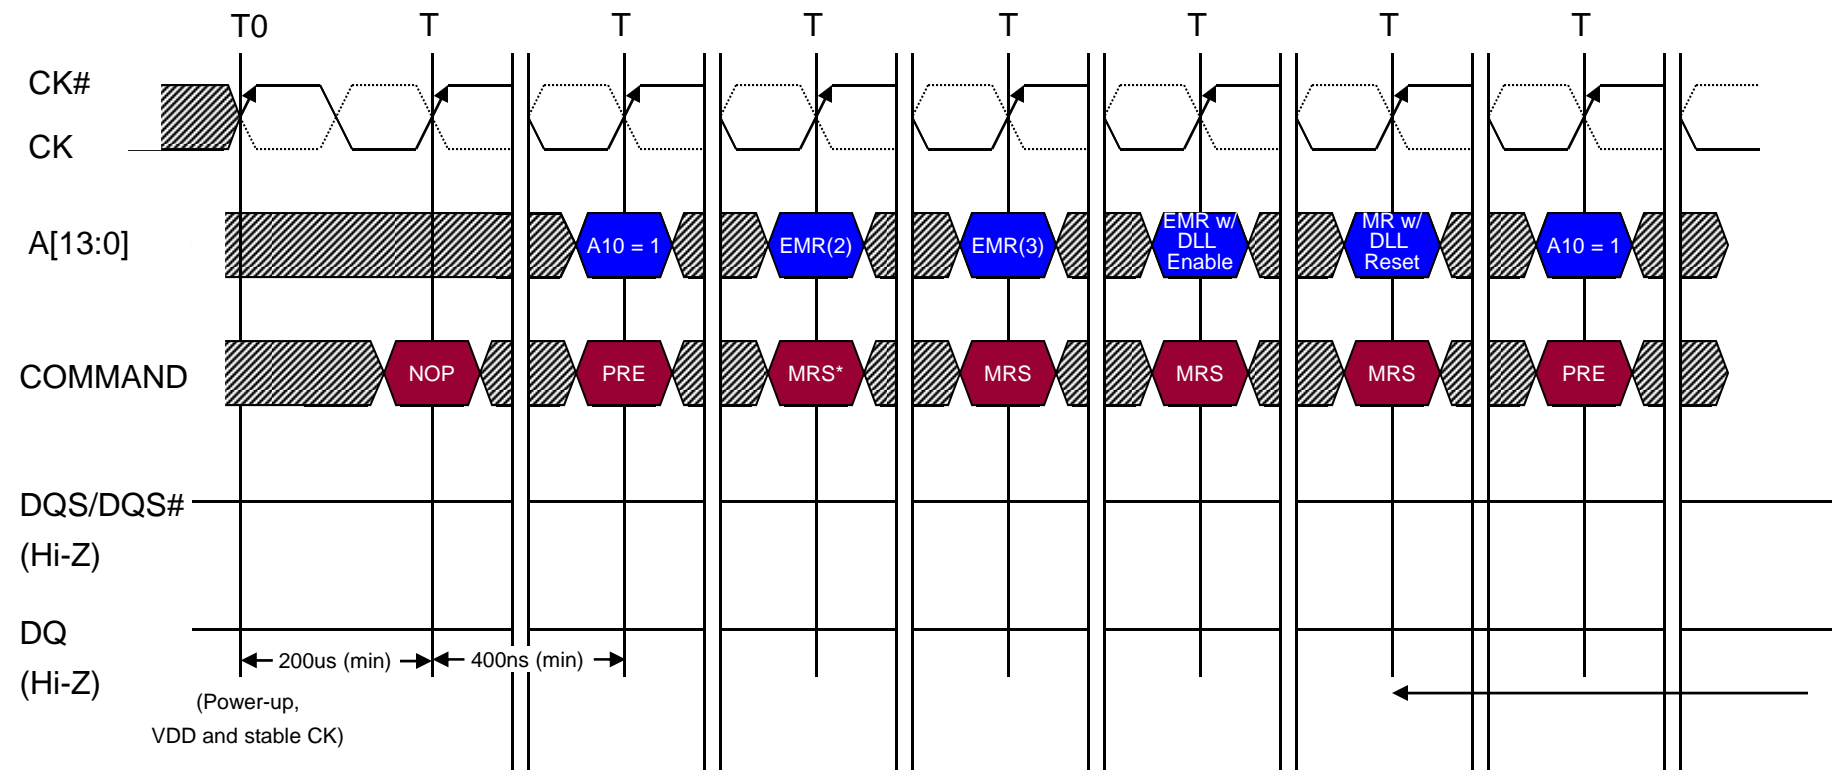 T0 T T T T T T T
CK#
CK
A[13:0]
A10 = 1
EMR(2)
EMR(3)
EMR w/
DLL
Enable
MR w/
DLL
Reset
A10 = 1
COMMAND
NOP
PRE
MRS*
MRS
MRS
MRS
PRE
DQS/DQS#
(Hi-Z)
DQ
(Hi-Z)
200us (min)
400ns (min)
(Power-up,
VDD and stable CK)